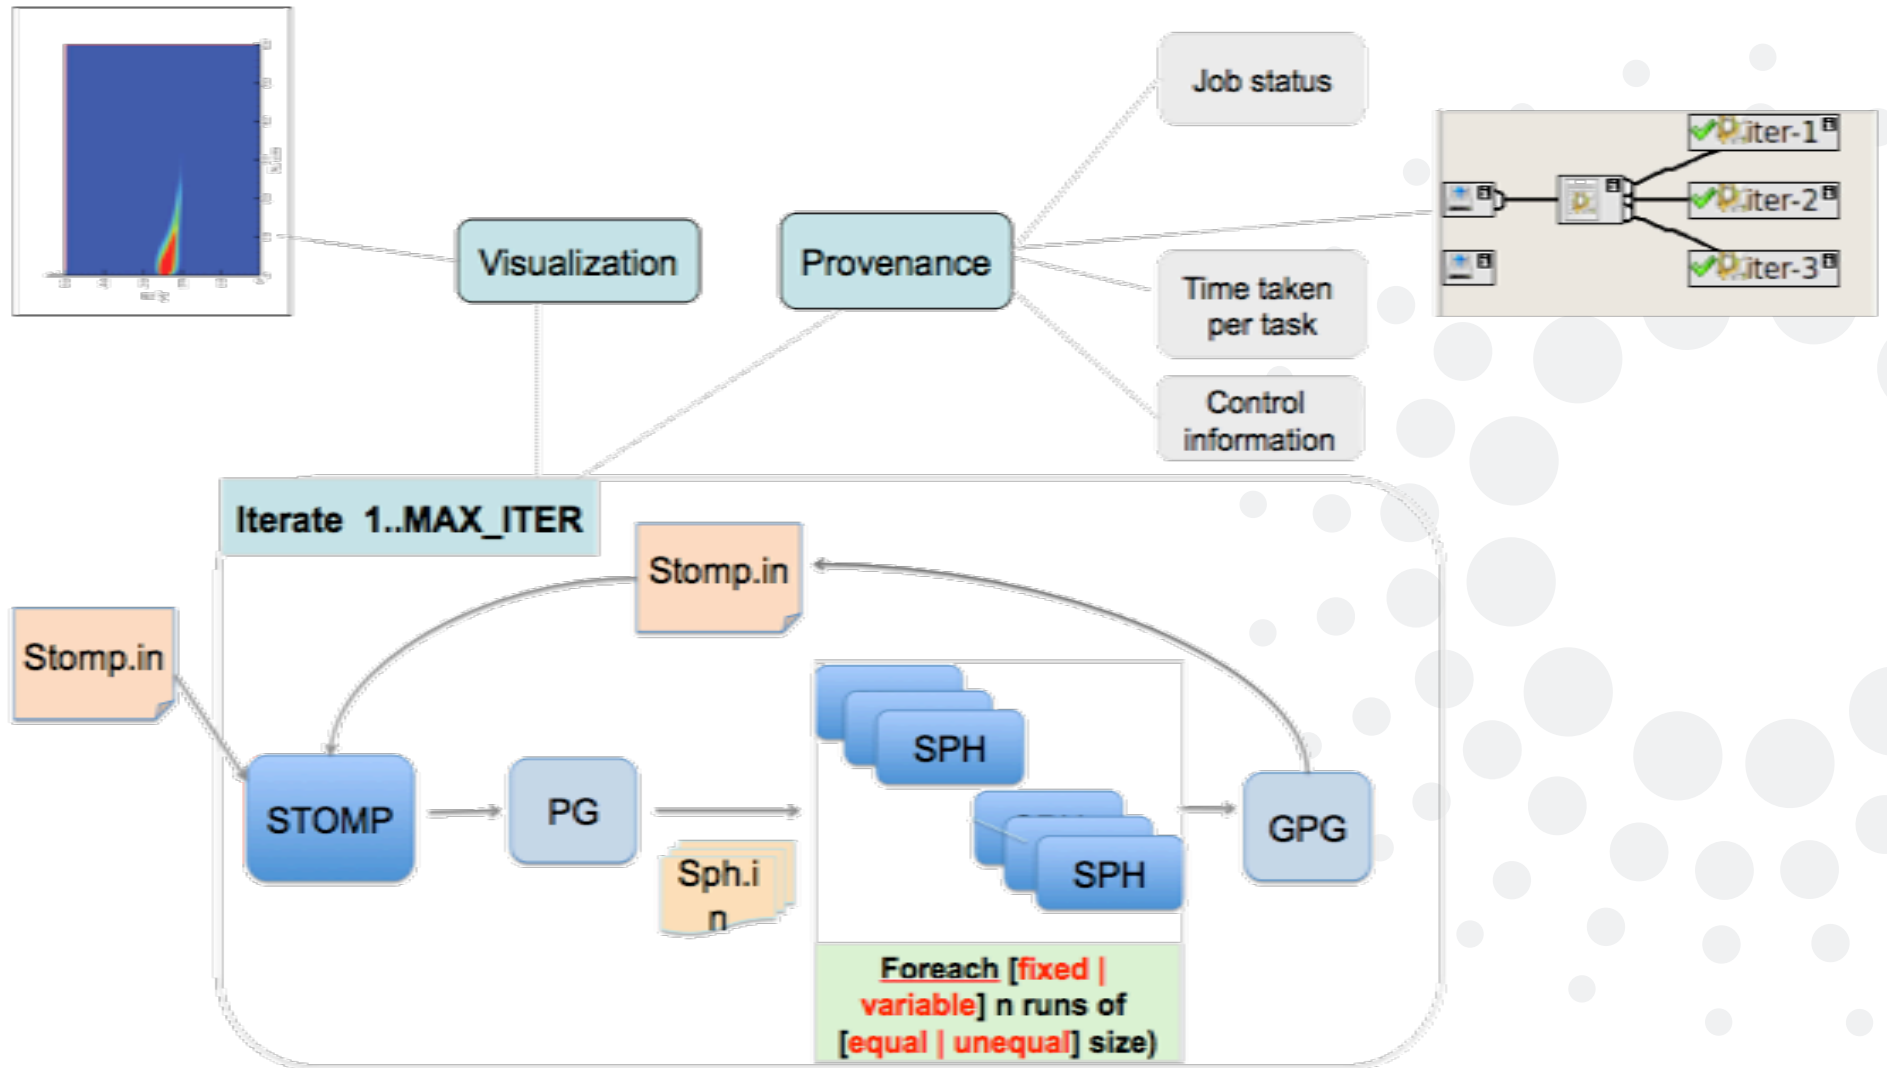 Job status
iter-1
iter-2
iter-3
Visualization
Provenance
Time taken
per task
Control
information
Iterate 1..MAX_ITER
Stomp.in
Stomp.in
SPH
STOMP
PG
GPG
Sph.i
n
SPH
Foreach [fixed |
variable] n runs of
[equal | unequal] size)